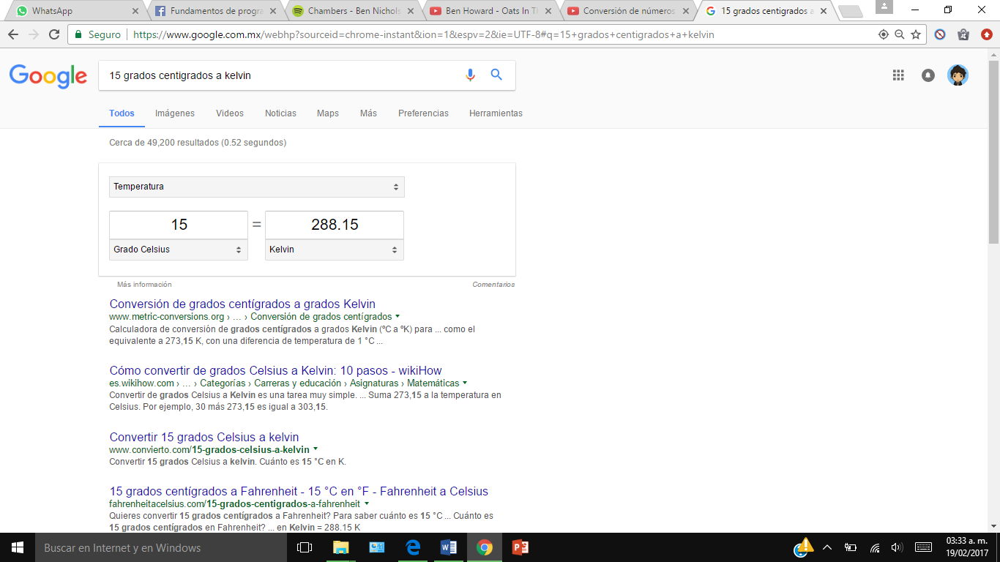 WhatsApp
Fundamentos de progra
Chambers - Ben Nichols
Ben Howard - Oats In Th
Conversión de números
15 grados centigrados a
Seguro
https://www.google.com.mx/webhp?sourceid=chrome-instant&ion=1&espv=2&ie=UTF-8#q=15+grados+centigrados+a+kelvin
Google
15 grados centigrados a kelvin
Todos Imágenes Videos Noticias Maps Más Preferencias Herramientas
Cerca de 49,200 resultados (0.52 segundos)
Temperatura
15 = 288.15
Grado Celsius Kelvin
Más información Comentarios
Conversión de grados centígrados a grados Kelvin
www.metric-conversions.org › ... › Conversión de grados centígrados
Calculadora de conversión de grados centígrados a grados Kelvin (ºC a ºK) para ... como el
equivalente a 273,15 K, con una diferencia de temperatura de 1 °C ...
Cómo convertir de grados Celsius a Kelvin: 10 pasos - wikiHow
es.wikihow.com › ... › Categorías › Carreras y educación › Asignaturas › Matemáticas
Convertir de grados Celsius a Kelvin es una tarea muy simple. ... Suma 273,15 a la temperatura en
Celsius. Por ejemplo, 30 más 273,15 es igual a 303,15.
Convertir 15 grados Celsius a kelvin
www.convierto.com/15-grados-celsius-a-kelvin
Convertir 15 grados Celsius a kelvin. Cuánto es 15 °C en K.
15 grados centígrados a Fahrenheit - 15 °C en °F - Fahrenheit a Celsius
fahrenheitacelsius.com/15-grados-centigrados-a-fahrenheit
Quieres convertir 15 grados centígrados a Fahrenheit? Para saber cuánto es 15 °C ... Cuánto es
15 grados centígrados en Fahrenheit? ... en Kelvin = 288.15 K
Buscar en Internet y en Windows
03:33 a. m.
19/02/2017